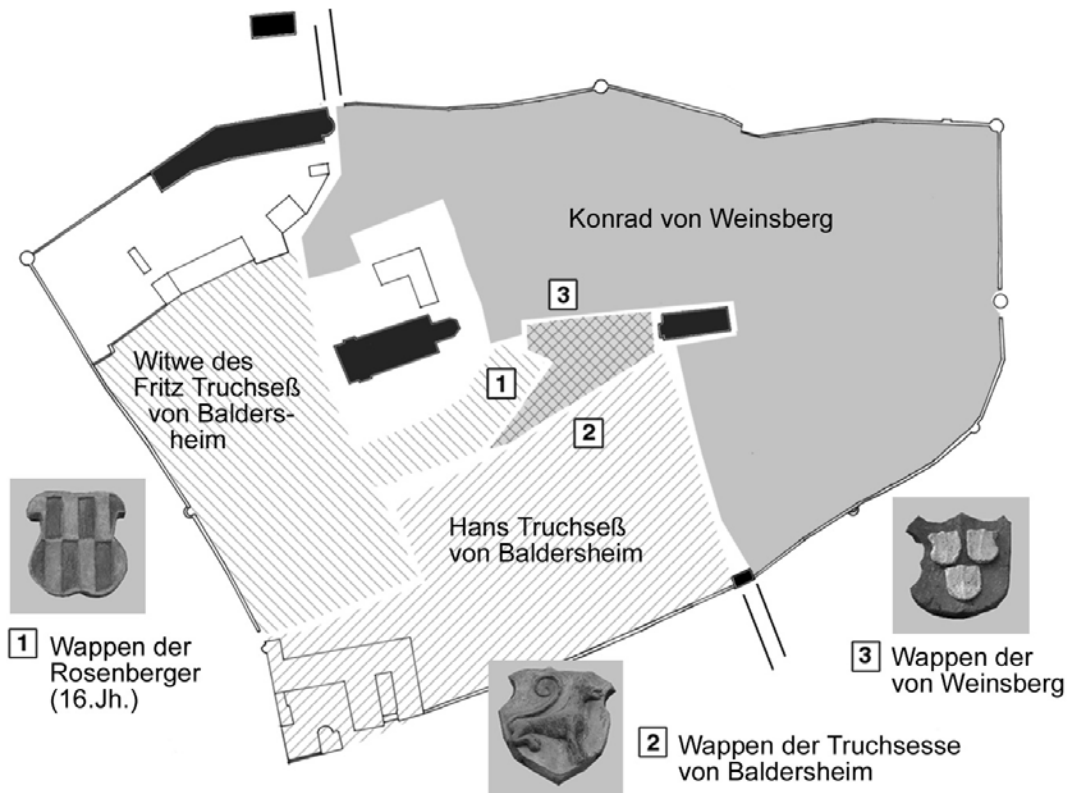 Konrad von Weinsberg
3
Witwe des
Fritz Truchseß
von Balders-
heim
1
2
Hans Truchseß
von Baldersheim
1 Wappen der
Rosenberger
(16.Jh.)
2 Wappen der Truchsesse
von Baldersheim
3 Wappen der
von Weinsberg